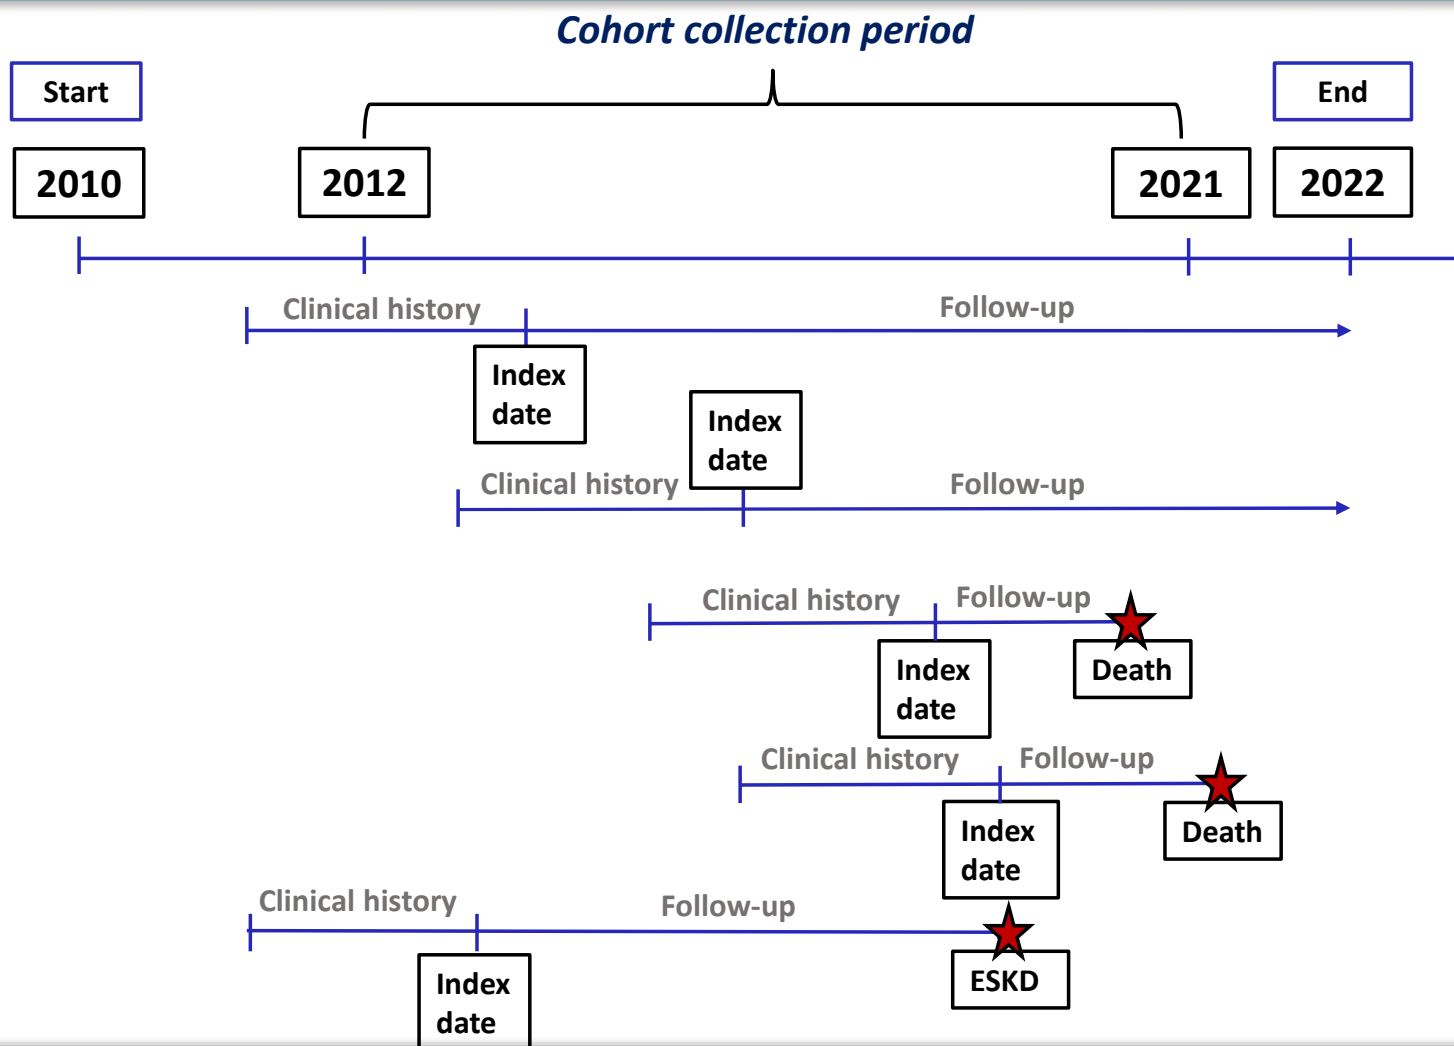 Cohort collection period
Start
End
2010
2012
2021
2022
Clinical history
Follow-up
Index
date
Index
date
Clinical history
Follow-up
Clinical history
Follow-up
Index
date
Death
Clinical history
Follow-up
Index
date
Death
Clinical history
Follow-up
ESKD
Index
date